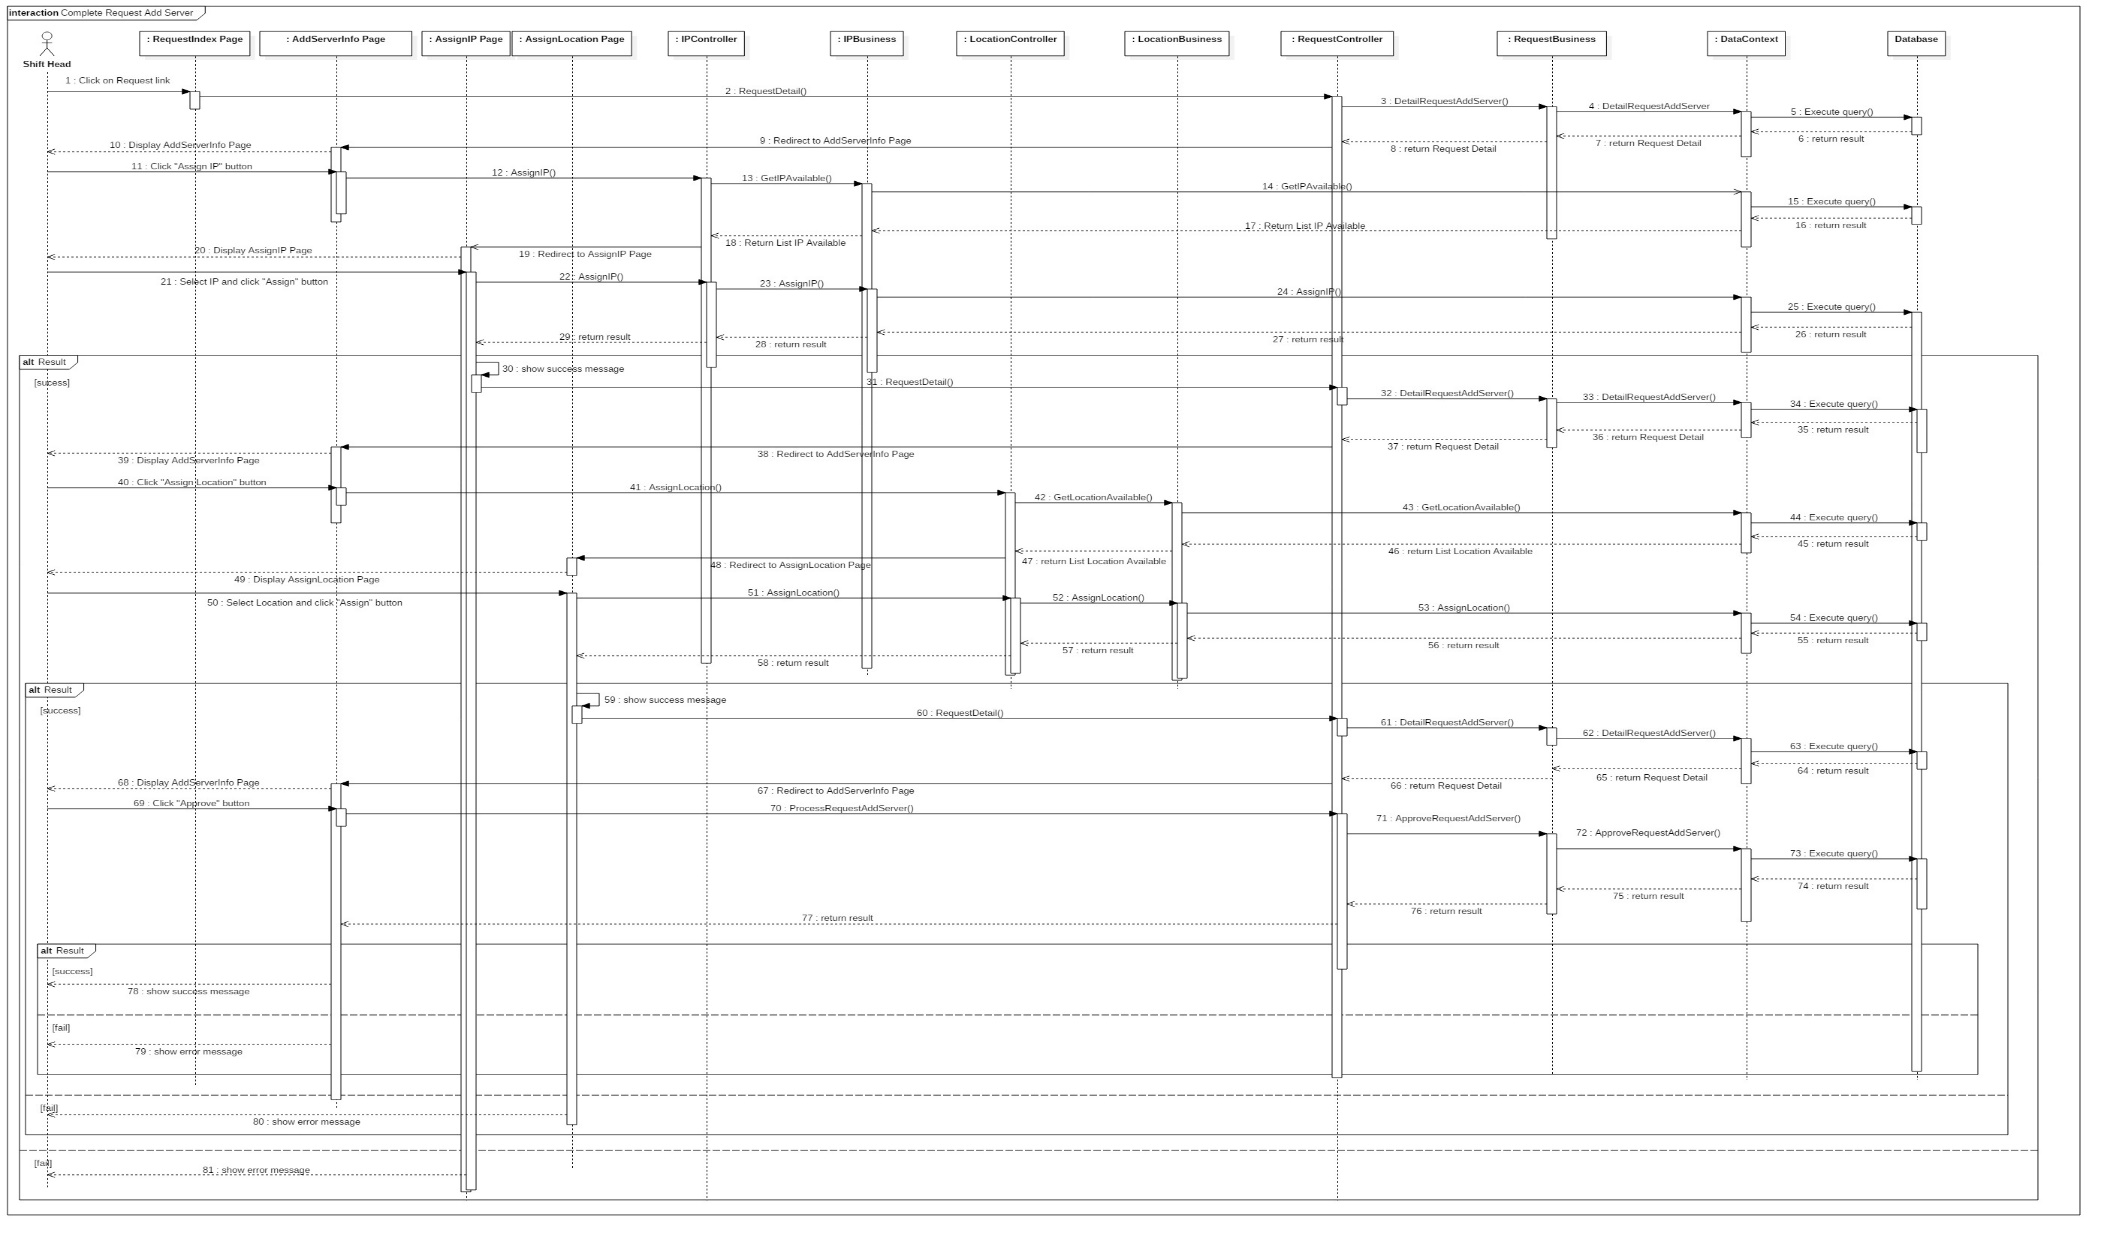 interaction Complete Request Add Server
Shift Head
: RequestIndex Page
: AddServerInfo Page
: AssignIP Page
: AssignLocation Page
: IPController
: IPBusiness
: LocationController
: LocationBusiness
: RequestController
: RequestBusiness
: DataContext
Database
1 : Click on Request link
2 : RequestDetail()
3 : DetailRequestAddServer()
4 : DetailRequestAddServer
5 : Execute query()
6 : return result
7 : return Request Detail
8 : return Request Detail
9 : Redirect to AddServerInfo Page
10 : Display AddServerInfo Page
11 : Click "Assign IP" button
12 : AssignIP()
13 : GetIPAvailable()
14 : GetIPAvailable()
15 : Execute query()
16 : return result
17 : Return List IP Available
18 : Return List IP Available
19 : Redirect to AssignIP Page
20 : Display AssignIP Page
21 : Select IP and click "Assign" button
22 : AssignIP()
23 : AssignIP()
24 : AssignIP()
25 : Execute query()
26 : return result
27 : return result
28 : return result
29 : return result
alt Result
[sucess]
30 : show success message
31 : RequestDetail()
32 : DetailRequestAddServer()
33 : DetailRequestAddServer()
34 : Execute query()
35 : return result
36 : return Request Detail
37 : return Request Detail
38 : Redirect to AddServerInfo Page
39 : Display AddServerInfo Page
40 : Click "Assign Location" button
41 : AssignLocation()
42 : GetLocationAvailable()
43 : GetLocationAvailable()
44 : Execute query()
45 : return result
46 : return List Location Available
47 : return List Location Available
48 : Redirect to AssignLocation Page
49 : Display AssignLocation Page
50 : Select Location and click "Assign" button
51 : AssignLocation()
52 : AssignLocation()
53 : AssignLocation()
54 : Execute query()
55 : return result
56 : return result
57 : return result
58 : return result
alt Result
[success]
59 : show success message
60 : RequestDetail()
61 : DetailRequestAddServer()
62 : DetailRequestAddServer()
63 : Execute query()
64 : return result
65 : return Request Detail
66 : return Request Detail
67 : Redirect to AddServerInfo Page
68 : Display AddServerInfo Page
69 : Click "Approve" button
70 : ProcessRequestAddServer()
71 : ApproveRequestAddServer()
72 : ApproveRequestAddServer()
73 : Execute query()
74 : return result
75 : return result
76 : return result
77 : return result
alt Result
[success]
78 : show success message
[fail]
79 : show error message
[fail]
80 : show error message
[fail]
81 : show error message